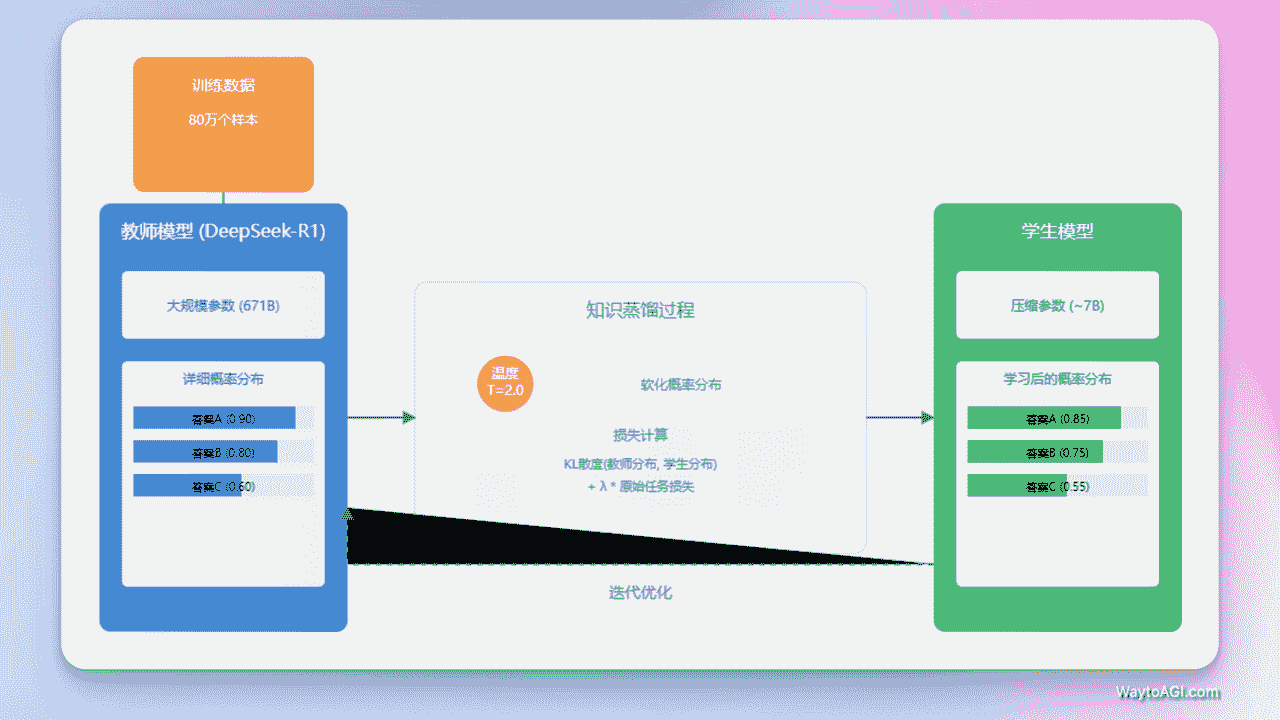 训练数据
80万个样本
教师模型 (DeepSeek-R1)
大规模参数 (671B)
详细概率分布
答案A (0.90)
答案B (0.80)
答案C (0.60)
知识蒸馏过程
温度
T=2.0
软化概率分布
损失计算
KL散度(教师分布, 学生分布)
+ λ * 原始任务损失
迭代优化
学生模型
压缩参数 (~7B)
学习后的概率分布
答案A (0.85)
答案B (0.75)
答案C (0.55)
WaytoAGI.com